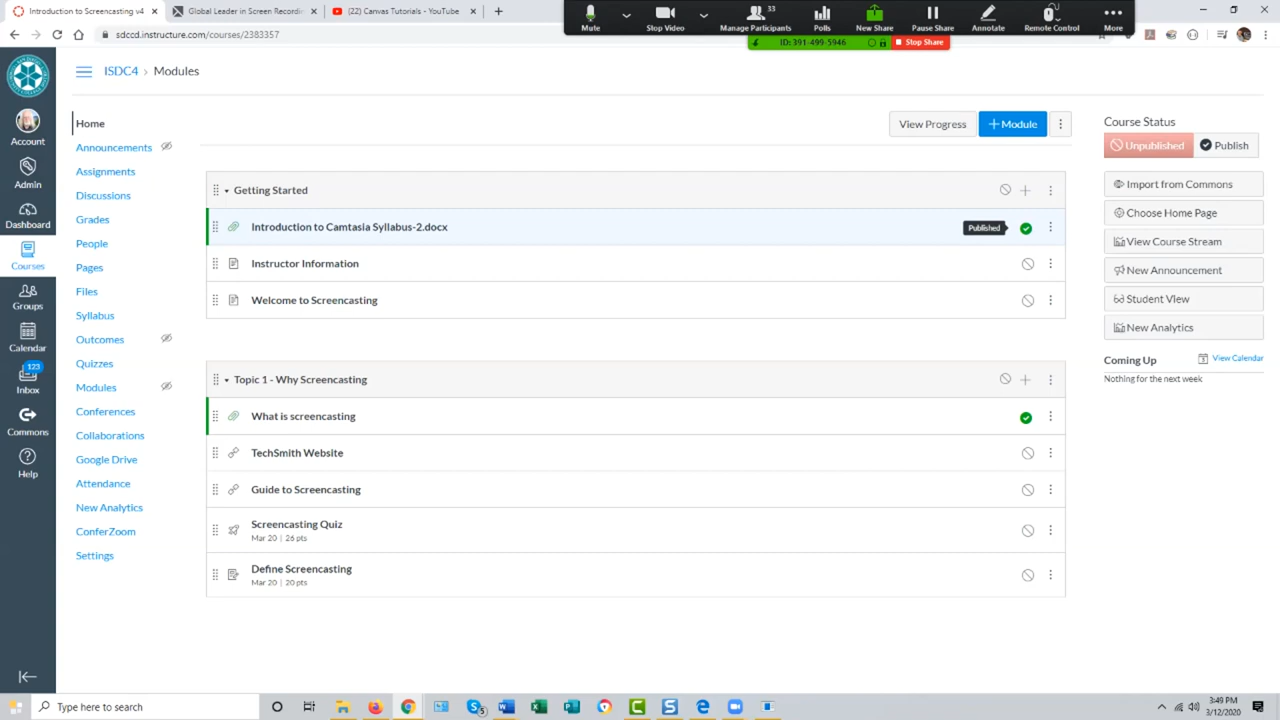 Introduction to Screencasting v4
Global Leader in Screen Recordin
(22) Canvas Tutorials - YouTube
sdccd.instructure.com/courses/2383357
Mute
Stop Video
33
Manage Participants
Polls
New Share
Pause Share
Annotate
Remote Control
More
ID: 391-499-5946
Stop Share
ISDC4 › Modules
Account
Admin
Dashboard
Courses
Groups
Calendar
123
Inbox
Commons
Help
Home
Announcements
Assignments
Discussions
Grades
People
Pages
Files
Syllabus
Outcomes
Quizzes
Modules
Conferences
Collaborations
Google Drive
Attendance
New Analytics
ConferZoom
Settings
View Progress
+ Module
Getting Started
Introduction to Camtasia Syllabus-2.docx
Published
Instructor Information
Welcome to Screencasting
Topic 1 - Why Screencasting
What is screencasting
TechSmith Website
Guide to Screencasting
Screencasting Quiz
Mar 20 | 26 pts
Define Screencasting
Mar 20 | 20 pts
Course Status
Unpublished
Publish
Import from Commons
Choose Home Page
View Course Stream
New Announcement
Student View
New Analytics
Coming Up
View Calendar
Nothing for the next week
Type here to search
3:49 PM
3/12/2020